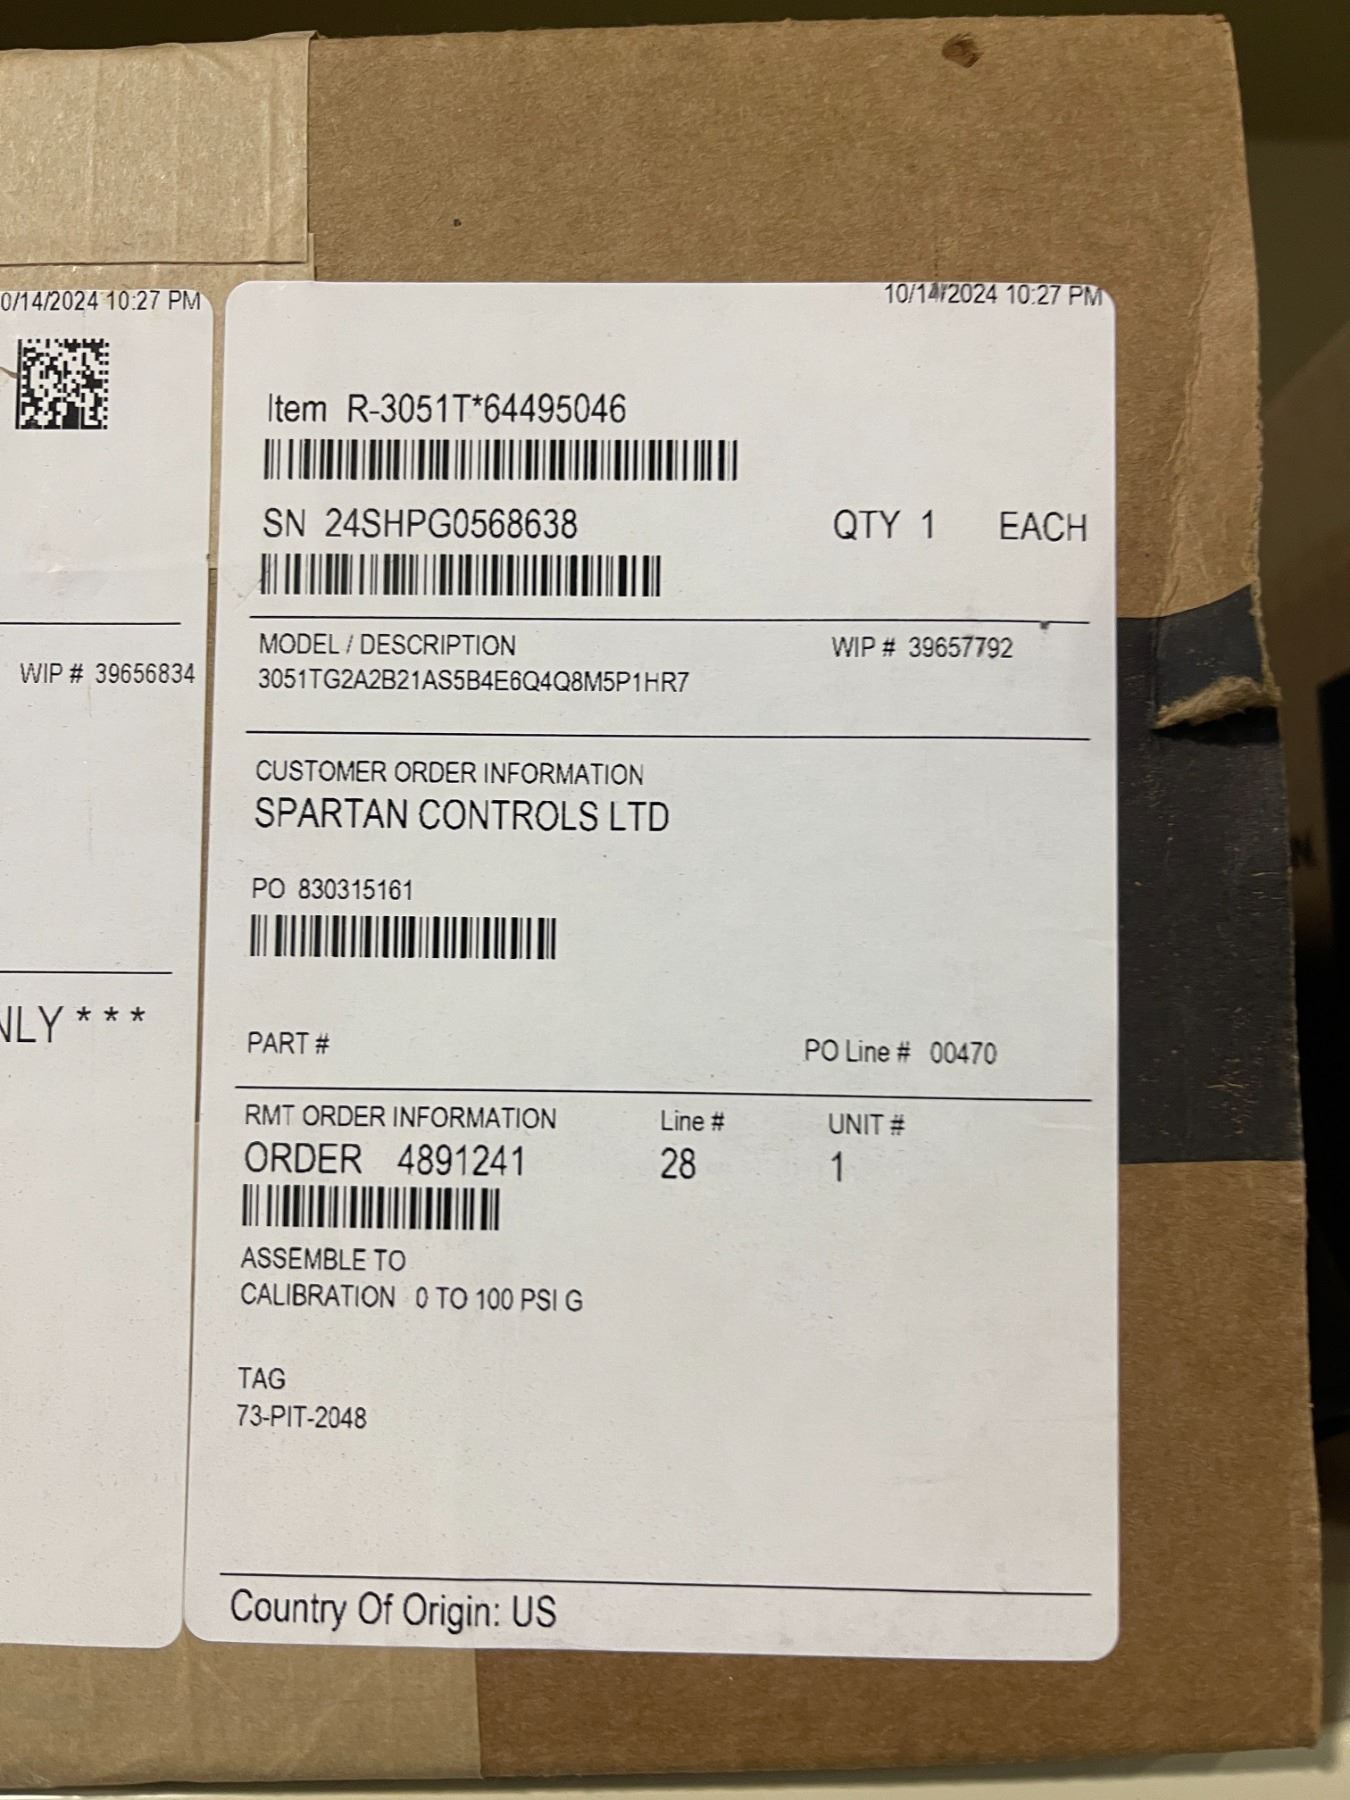 0/14/2024 10:27 PM
WIP # 39656834
NLY * * *
10/14/2024 10:27 PM
Item R-3051T*64495046
SN 24SHPG0568638 QTY 1 EACH
MODEL / DESCRIPTION WIP # 39657792
3051TG2A2B21AS5B4E6Q4Q8M5P1HR7
CUSTOMER ORDER INFORMATION
SPARTAN CONTROLS LTD
PO 830315161
PART # PO Line # 00470
RMT ORDER INFORMATION Line # UNIT #
ORDER 4891241 28 1
ASSEMBLE TO
CALIBRATION 0 TO 100 PSI G
TAG
73-PIT-2048
Country Of Origin: US